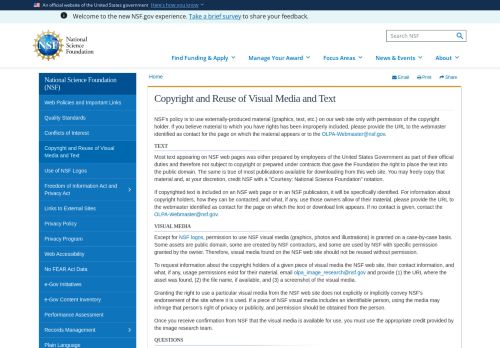 An official website of the United States government Here's how you know
Welcome to the new NSF.gov experience. Take a brief survey to share your feedback.
NSF
National
Science
Foundation
Search NSF
Find Funding & Apply
Manage Your Award
Focus Areas
News & Events
About
National Science Foundation
(NSF)
Web Policies and Important Links
Quality Standards
Conflicts of Interest
Copyright and Reuse of Visual
Media and Text
Use of NSF Logos
Freedom of Information Act and
Privacy Act
Links to External Sites
Privacy Policy
Privacy Program
Web Accessibility
No FEAR Act Data
e-Gov Initiatives
e-Gov Content Inventory
Performance Assessment
Records Management
Plain Language
Home
Email
Print
Share
Copyright and Reuse of Visual Media and Text
NSF's policy is to use externally-produced material (graphics, text, etc.) on our web site only with permission of the copyright
holder. If you believe material to which you have rights has been improperly included, please provide the URL to the webmaster
identified as contact for the page on which the material appears or to the OLPA-Webmaster@nsf.gov.
TEXT
Most text appearing on NSF web pages was either prepared by employees of the United States Government as part of their official
duties and therefore not subject to copyright or prepared under contracts that gave the Foundation the right to place the text into
the public domain. The same is true of most publications available for downloading from this web site. You may freely copy that
material and, at your discretion, credit NSF with a "Courtesy: National Science Foundation" notation.
If copyrighted text is included on an NSF web page or in an NSF publication, it will be specifically identified. For information about
copyright holders, how they can be contacted, and what, if any, use those owners allow of their material, please provide the URL to
the webmaster identified as contact for the page on which the text or download link appears. If no contact is given, contact the
OLPA-Webmaster@nsf.gov.
VISUAL MEDIA
Except for NSF logos, permission to use NSF visual media (graphics, photos and illustrations) is granted on a case-by-case basis.
Some assets are public domain, some are created by NSF contractors, and some are used by NSF with specific permission
granted by the owner. Therefore, visual media found on the NSF web site should not be reused without permission.
To request information about the copyright holders of a given piece of visual media the NSF web site, their contact information, and
what, if any, usage permissions exist for their material, email olpa_image_research@nsf.gov and provide (1) the URL where the
asset was found, (2) the file name, if available, and (3) a screenshot of the visual media.
Granting the right to use a particular visual media from the NSF web site does not explicitly or implicitly convey NSF's
endorsement of the site where it is used. If a piece of NSF visual media includes an identifiable person, using the media may
infringe that person's right of privacy or publicity, and permission should be obtained from the person.
Once you receive confirmation from NSF that the visual media is available for use, you must use the appropriate credit provided by
the image research team.
QUESTIONS